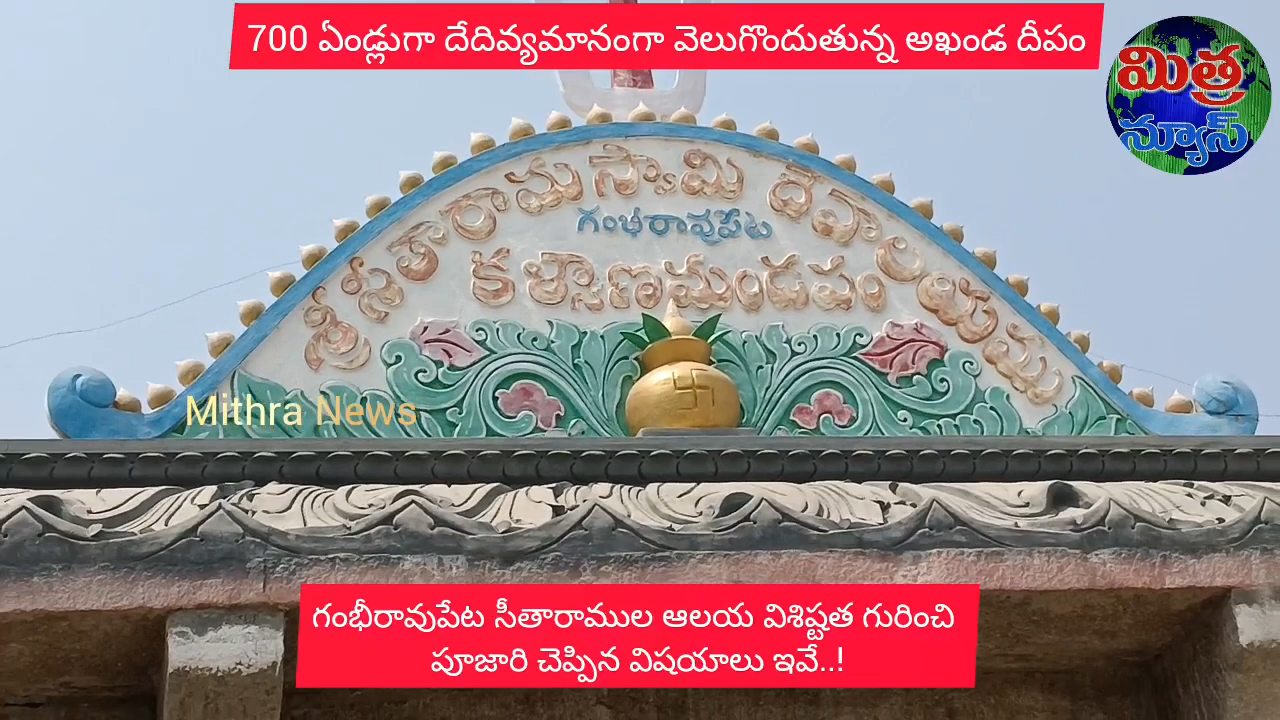 700 ఏండ్లుగా దేదివ్యమానంగా వెలుగొందుతున్న అఖండ దీపం
మిత్ర
న్యూస్
శ్రీ సీతారామస్వామి దేవాలయము
గంభీరావుపేట
కళ్యాణమండపం
Mithra News
గంభీరావుపేట సీతారాముల ఆలయ విశిష్టత గురించి
పూజారి చెప్పిన విషయాలు ఇవే..!